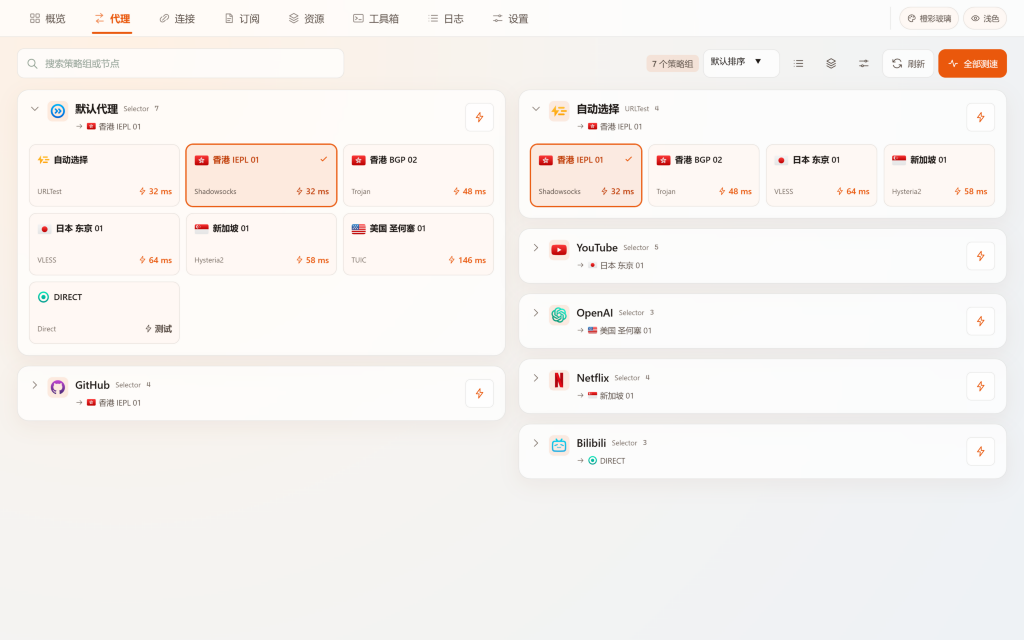 概览
代理
连接
订阅
资源
工具箱
日志
设置
橙彩玻璃
浅色
搜索策略组或节点
7 个策略组
默认排序 ▼
刷新
全部测速
默认代理 Selector 7
→ 香港 IEPL 01
自动选择
URLTest 32 ms
香港 IEPL 01
Shadowsocks 32 ms
香港 BGP 02
Trojan 48 ms
日本 东京 01
VLESS 64 ms
新加坡 01
Hysteria2 58 ms
美国 圣何塞 01
TUIC 146 ms
DIRECT
Direct 测试
GitHub Selector 4
→ 香港 IEPL 01
自动选择 URLTest 4
→ 香港 IEPL 01
香港 IEPL 01
Shadowsocks 32 ms
香港 BGP 02
Trojan 48 ms
日本 东京 01
VLESS 64 ms
新加坡 01
Hysteria2 58 ms
YouTube Selector 5
→ 日本 东京 01
OpenAI Selector 3
→ 美国 圣何塞 01
Netflix Selector 4
→ 新加坡 01
Bilibili Selector 3
→ DIRECT